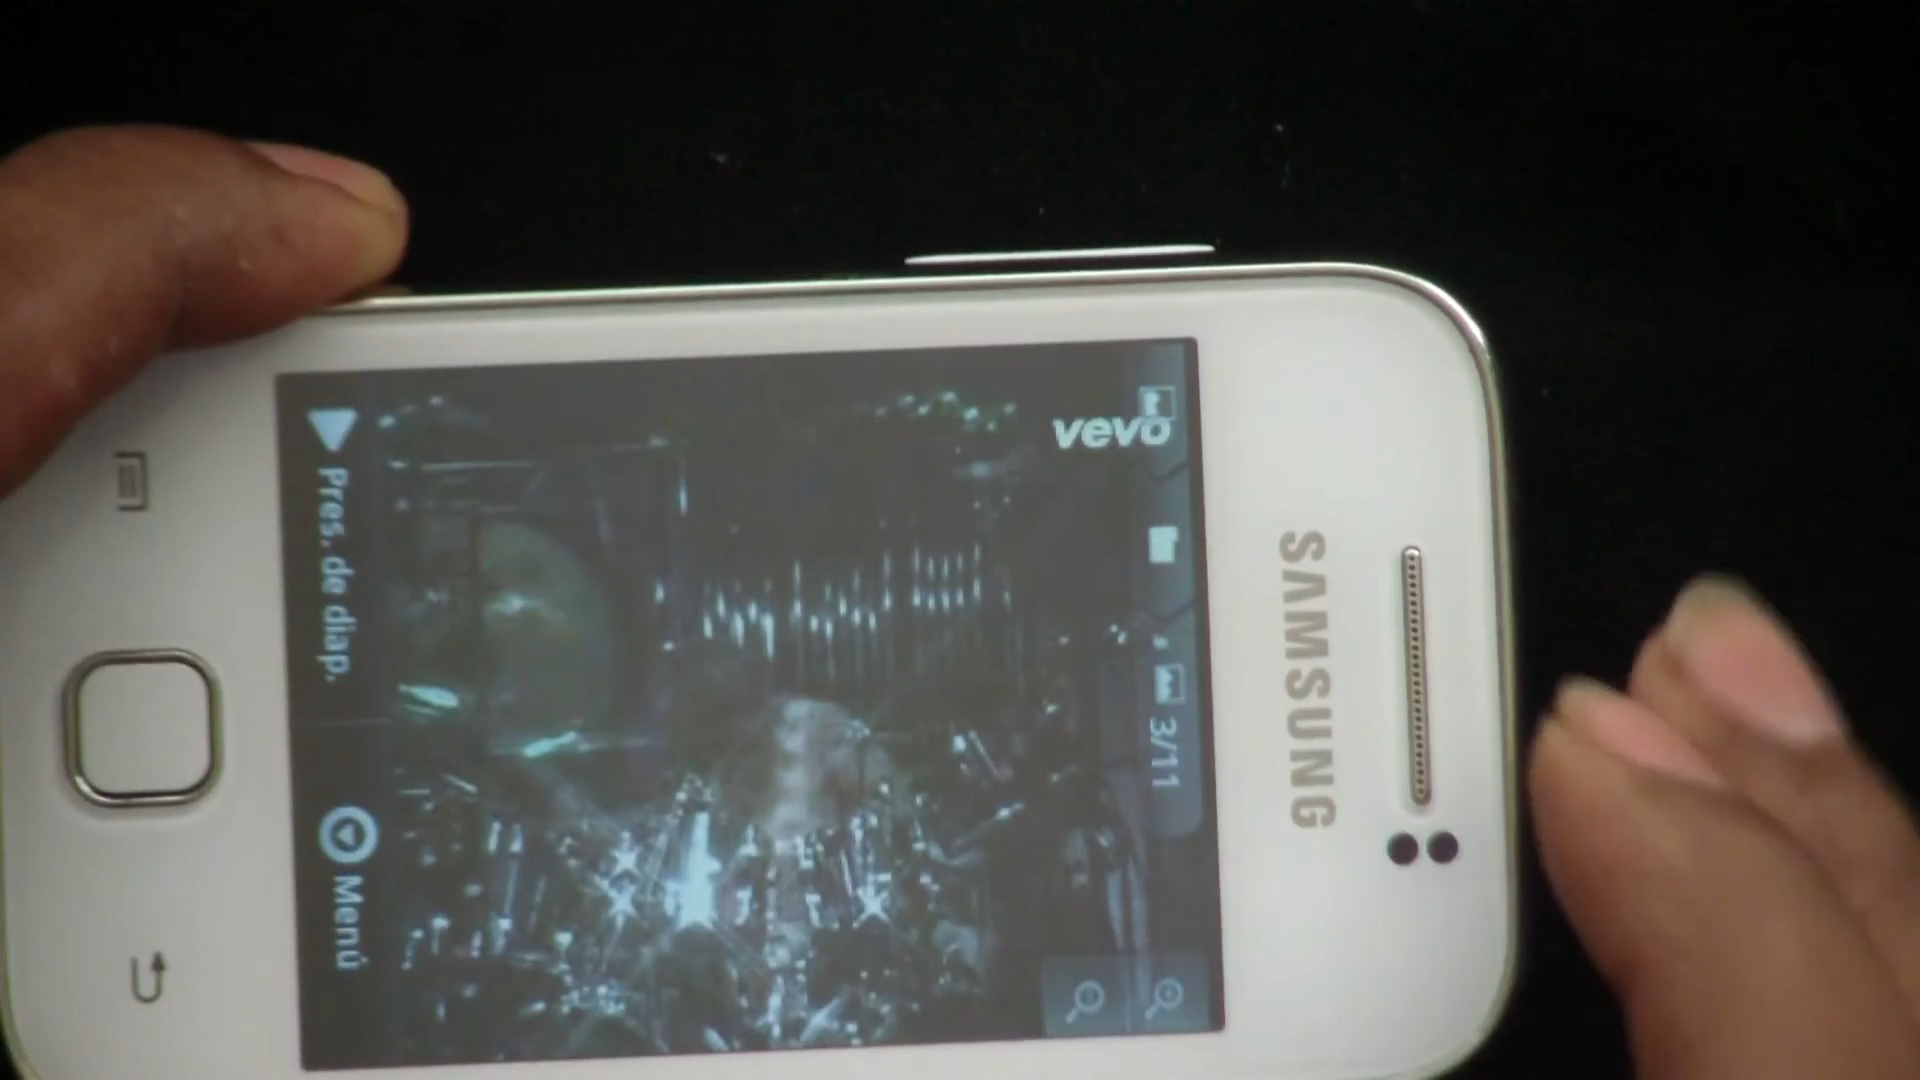 vevo
3/11
Pres. de diap.
Menú
SAMSUNG